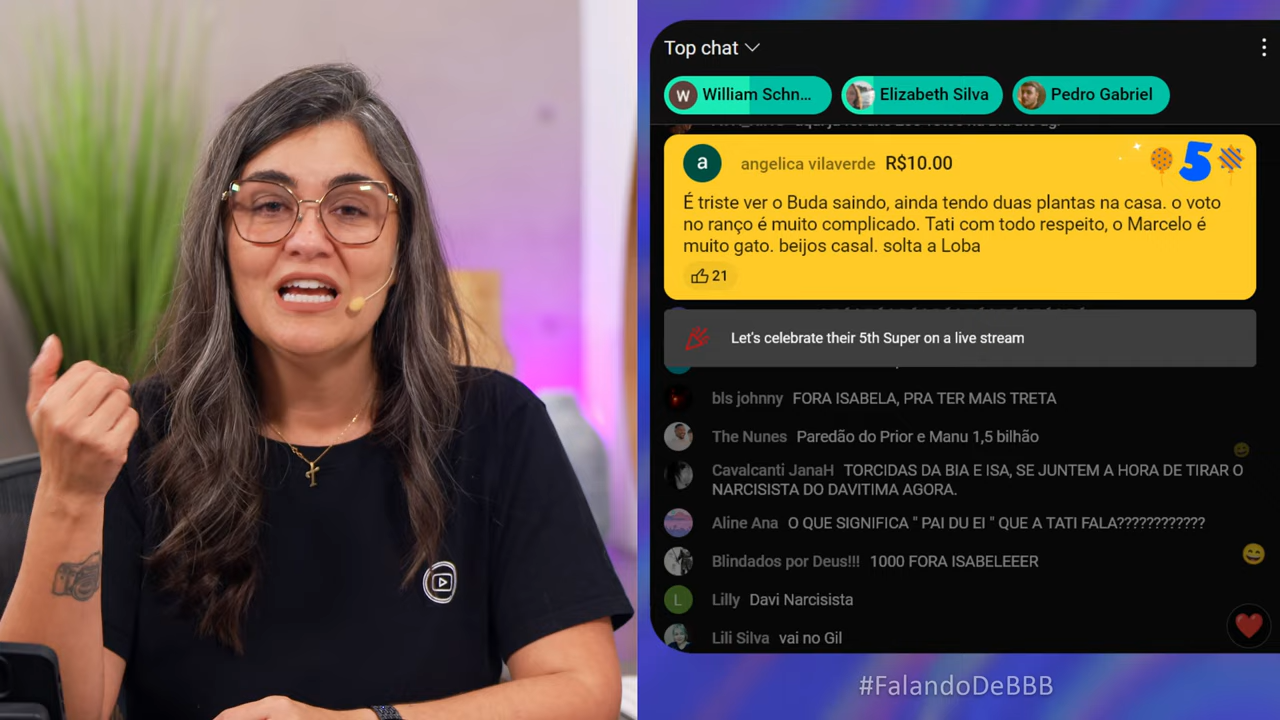 Top chat
W William Schn...
Elizabeth Silva
Pedro Gabriel
a angelica vilaverde R$10.00
5
É triste ver o Buda saindo, ainda tendo duas plantas na casa. o voto
no ranço é muito complicado. Tati com todo respeito, o Marcelo é
muito gato. beijos casal. solta a Loba
21
Let's celebrate their 5th Super on a live stream
bls johnny FORA ISABELA, PRA TER MAIS TRETA
The Nunes Paredão do Prior e Manu 1,5 bilhão
Cavalcanti JanaH TORCIDAS DA BIA E ISA, SE JUNTEM A HORA DE TIRAR O
NARCISISTA DO DAVITIMA AGORA.
Aline Ana O QUE SIGNIFICA " PAI DU EI " QUE A TATI FALA????????????
Blindados por Deus!!! 1000 FORA ISABELEEER
L Lilly Davi Narcisista
Lili Silva vai no Gil
#FalandoDeBBB